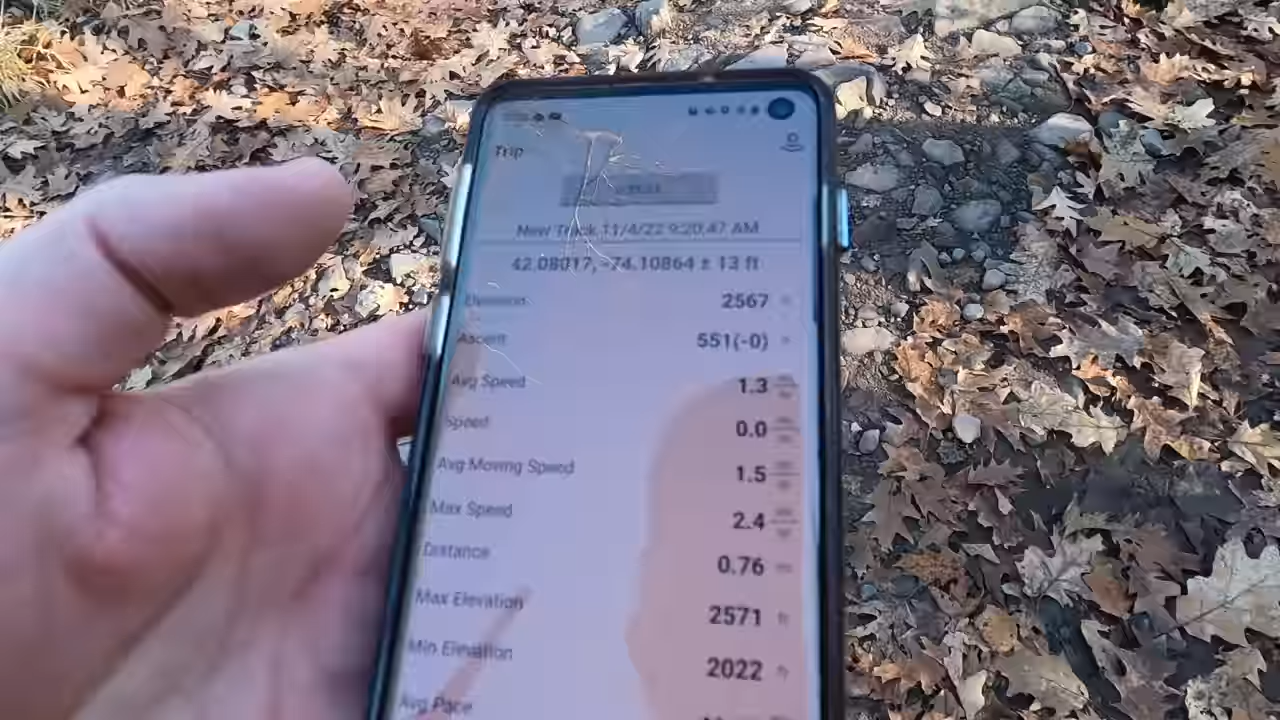 Trip
New Track 11/4/22 9:20:47 AM
42.08017, -74.10864 ± 13 ft
Elevation 2567
Ascent 551(-0)
Avg Speed 1.3
Speed 0.0
Avg Moving Speed 1.5
Max Speed 2.4
Distance 0.76
Max Elevation 2571 ft
Min Elevation 2022 ft
Avg Pace